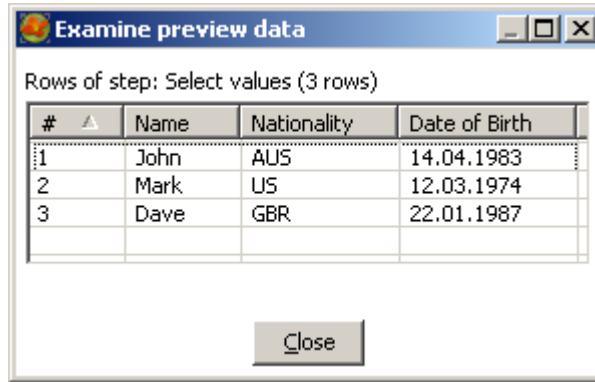 Examine preview data
Rows of step: Select values (3 rows)
# Name Nationality Date of Birth
1 John AUS 14.04.1983
2 Mark US 12.03.1974
3 Dave GBR 22.01.1987
Close